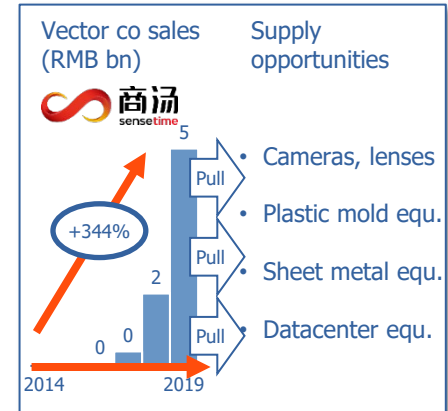 Vector co sales
(RMB bn)
Supply
opportunities
商汤
sensetime
5
Pull
• Cameras, lenses
+344%
• Plastic mold equ.
Pull
• Sheet metal equ.
2
0
0
Pull
• Datacenter equ.
2014
2019